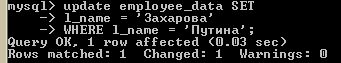 mysql> update employee_data SET
-> l_name = 'Захарова'
-> WHERE l_name = 'Путина';
Query OK, 1 row affected (0.03 sec)
Rows matched: 1 Changed: 1 Warnings: 0